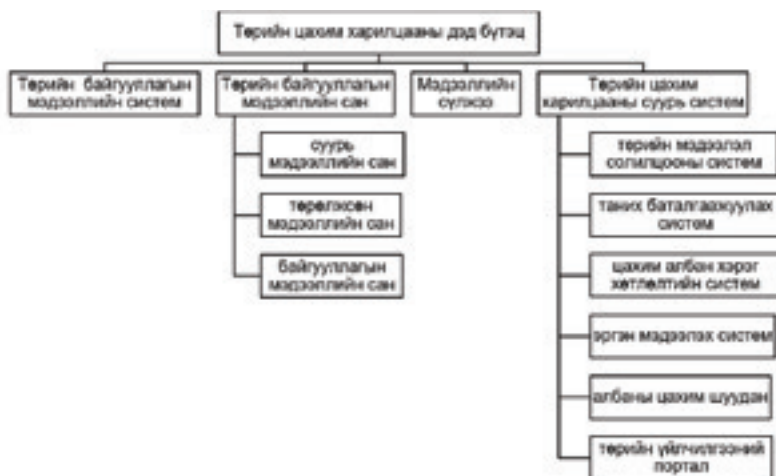 Төрийн цахим харилцааны дэд бүтэц
Төрийн байгууллагын
мэдээллийн систем
Төрийн байгууллагын
мэдээллийн сан
Мэдээллийн
сүлжээ
Төрийн цахим
харилцааны суурь систем
суурь
мэдээллийн сан
төрөлжсөн
мэдээллийн сан
байгууллагын
мэдээллийн сан
төрийн мэдээлэл
солилцооны систем
таних баталгаажуулах
систем
цахим албан хэрэг
хөтлөлтийн систем
эргэн мэдээлэх систем
албаны цахим шуудан
төрийн үйлчилгээний
портал